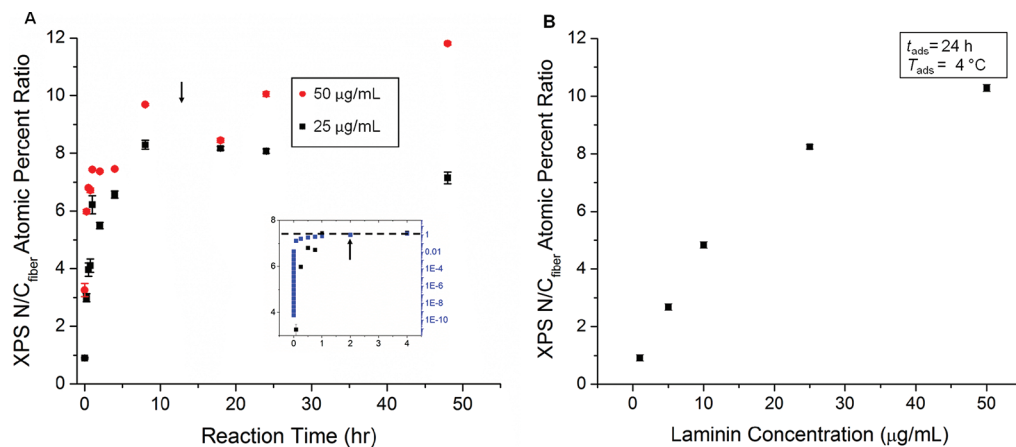 A
XPS N/Cfiber Atomic Percent Ratio
12
10
8
6
4
2
0
50 μg/mL
25 μg/mL
8
6
4
1
0.01
1E-4
1E-6
1E-8
1E-10
0 1 2 3 4
0 10 20 30 40 50
Reaction Time (hr)
B
XPS N/Cfiber Atomic Percent Ratio
12
10
8
6
4
2
0
tads= 24 h
Tads= 4 °C
0 10 20 30 40 50
Laminin Concentration (μg/mL)